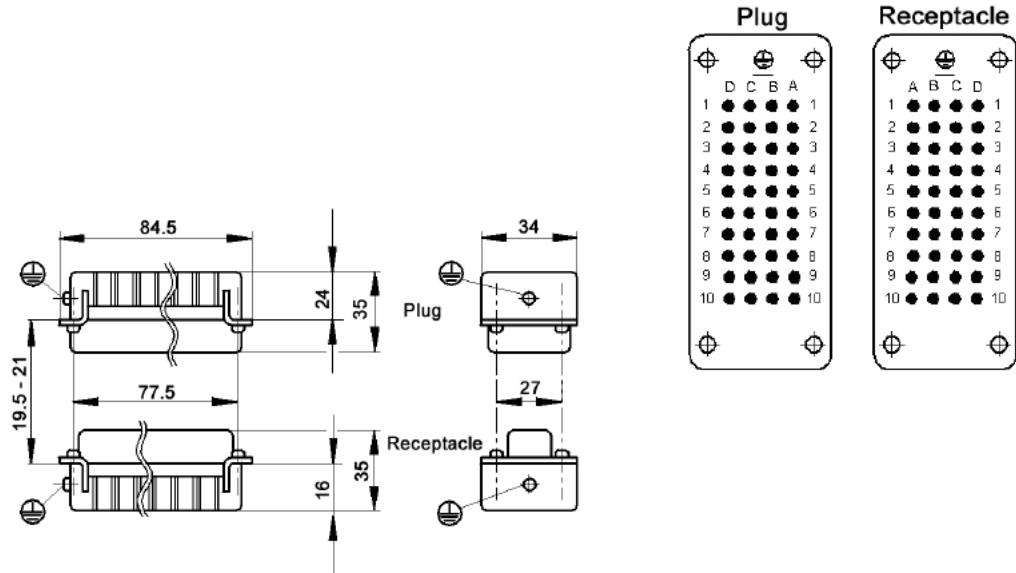 Plug Receptacle
D C B A
A B C D
1 1 1 1
2 2 2 2
3 3 3 3
4 4 4 4
5 5 5 5
6 6 6 6
7 7 7 7
8 8 8 8
9 9 9 9
10 10 10 10
84.5
34
24
35
Plug
19.5 - 21
77.5
27
Receptacle
16
35